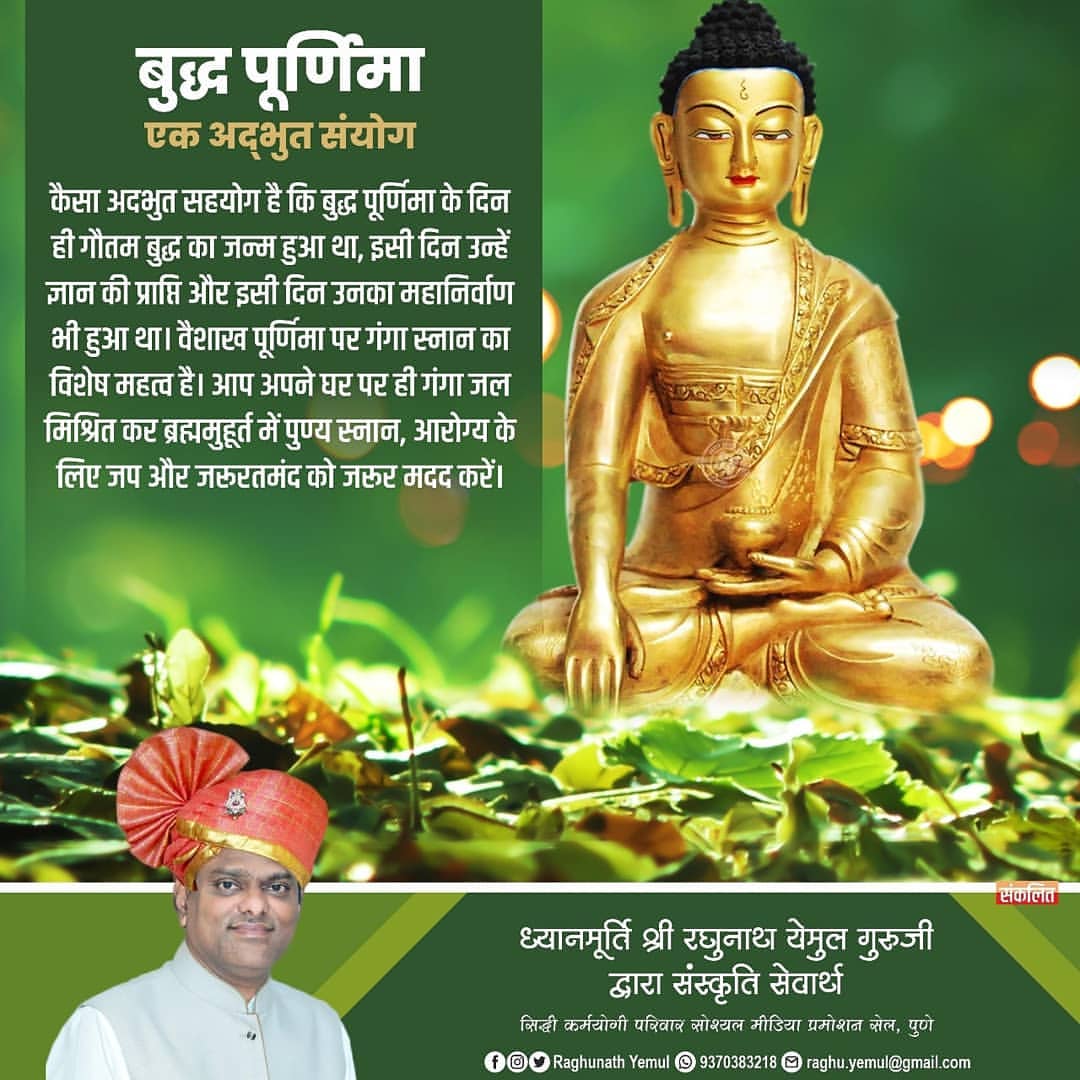 बुद्ध पूर्णिमा
एक अद्भुत संयोग
कैसा अदभुत सहयोग है कि बुद्ध पूर्णिमा के दिन
ही गौतम बुद्ध का जन्म हुआ था, इसी दिन उन्हें
ज्ञान की प्राप्ति और इसी दिन उनका महानिर्वाण
भी हुआ था। वैशाख पूर्णिमा पर गंगा स्नान का
विशेष महत्व है। आप अपने घर पर ही गंगा जल
मिश्रित कर ब्रह्ममुहूर्त में पुण्य स्नान, आरोग्य के
लिए जप और जरूरतमंद को जरूर मदद करें।
संकलित
ध्यानमूर्ति श्री रघुनाथ येमुल गुरुजी
द्वारा संस्कृति सेवार्थ
सिद्धी कर्मयोगी परिवार सोश्यल मीडिया प्रमोशन सेल, पुणे
Raghunath Yemul 9370383218 raghu.yemul@gmail.com